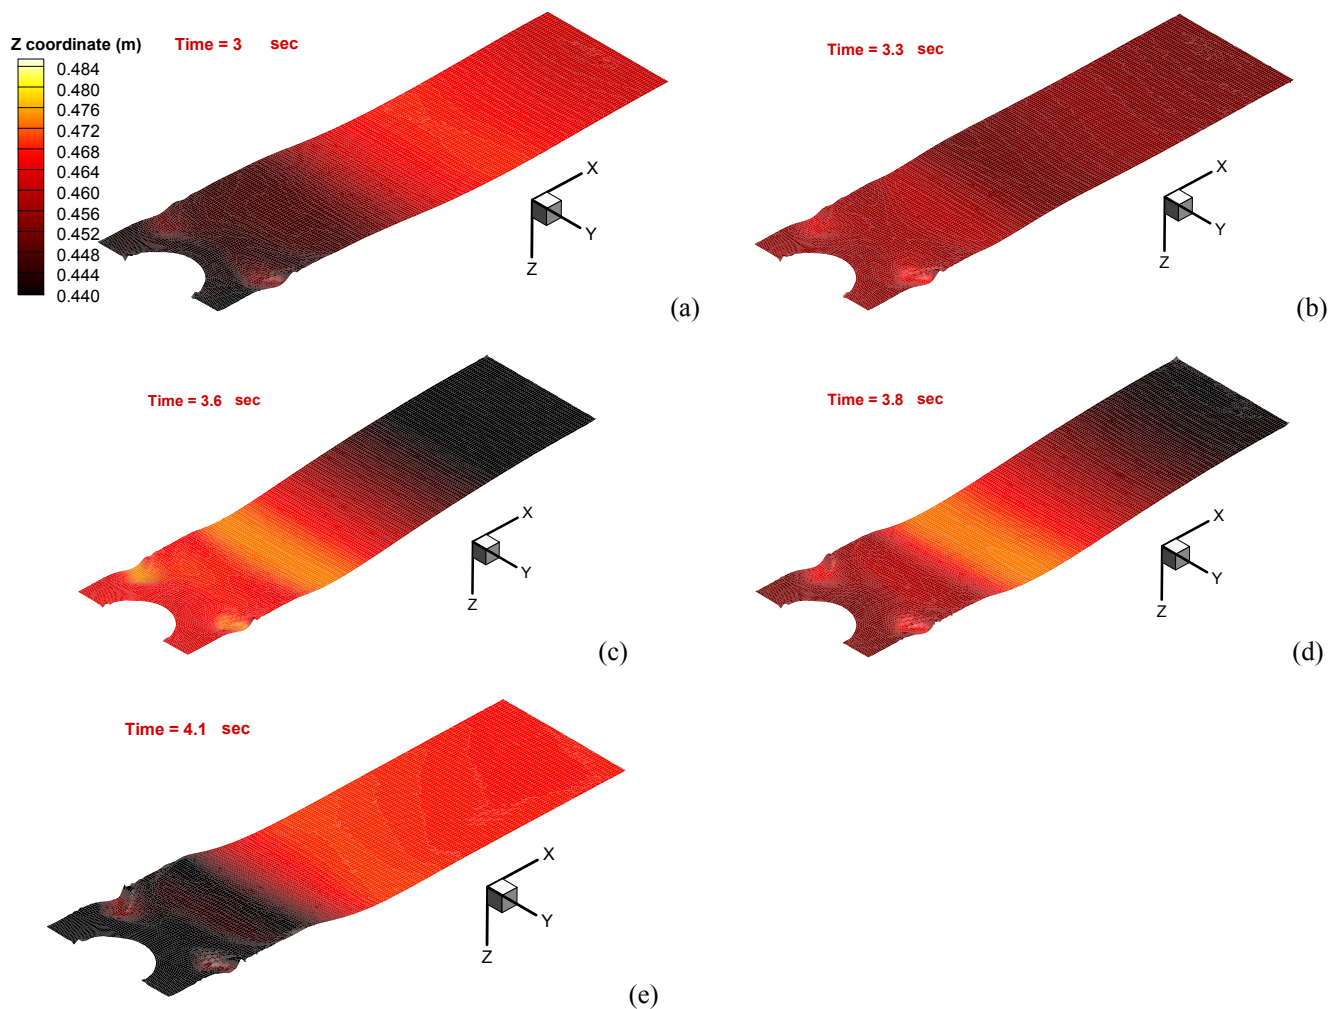 Z coordinate (m)
Time = 3 sec
0.484
0.480
0.476
0.472
0.468
0.464
0.460
0.456
0.452
0.448
0.444
0.440
X
Y
Z
(a)
Time = 3.3 sec
X
Y
Z
(b)
Time = 3.6 sec
X
Y
Z
(c)
Time = 3.8 sec
X
Y
Z
(d)
Time = 4.1 sec
X
Y
Z
(e)